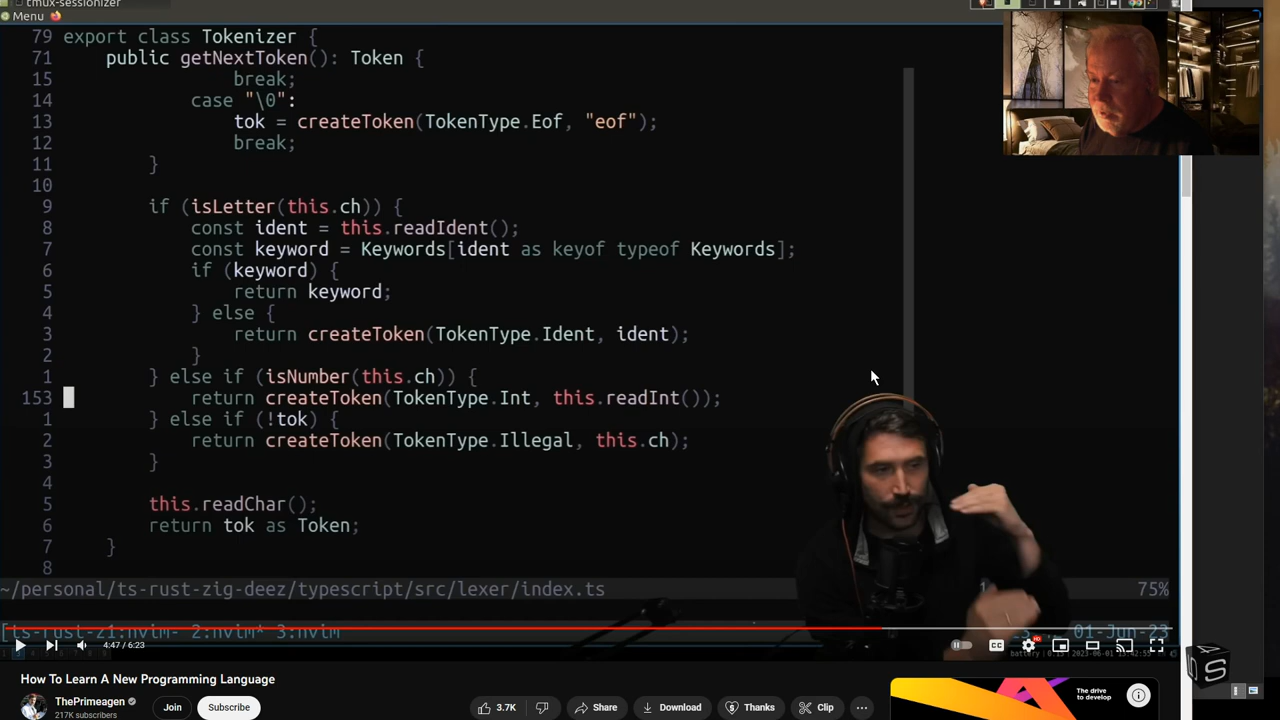 tmux-sessionizer
Menu
79 export class Tokenizer {
71 public getNextToken(): Token {
15 break;
14 case "\0":
13 tok = createToken(TokenType.Eof, "eof");
12 break;
11 }
10
9 if (isLetter(this.ch)) {
8 const ident = this.readIdent();
7 const keyword = Keywords[ident as keyof typeof Keywords];
6 if (keyword) {
5 return keyword;
4 } else {
3 return createToken(TokenType.Ident, ident);
2 }
1 } else if (isNumber(this.ch)) {
153 return createToken(TokenType.Int, this.readInt());
1 } else if (!tok) {
2 return createToken(TokenType.Illegal, this.ch);
3 }
4
5 this.readChar();
6 return tok as Token;
7 }
8
~/personal/ts-rust-zig-deez/typescript/src/lexer/index.ts 75%
[ts-rust-z1:nvim- 2:nvim* 3:nvim 01-Jun-23
4:47 / 6:23 CC HD
How To Learn A New Programming Language
ThePrimeagen
217K subscribers
Join
Subscribe
3.7K
Share
Download
Thanks
Clip
The drive
to develop